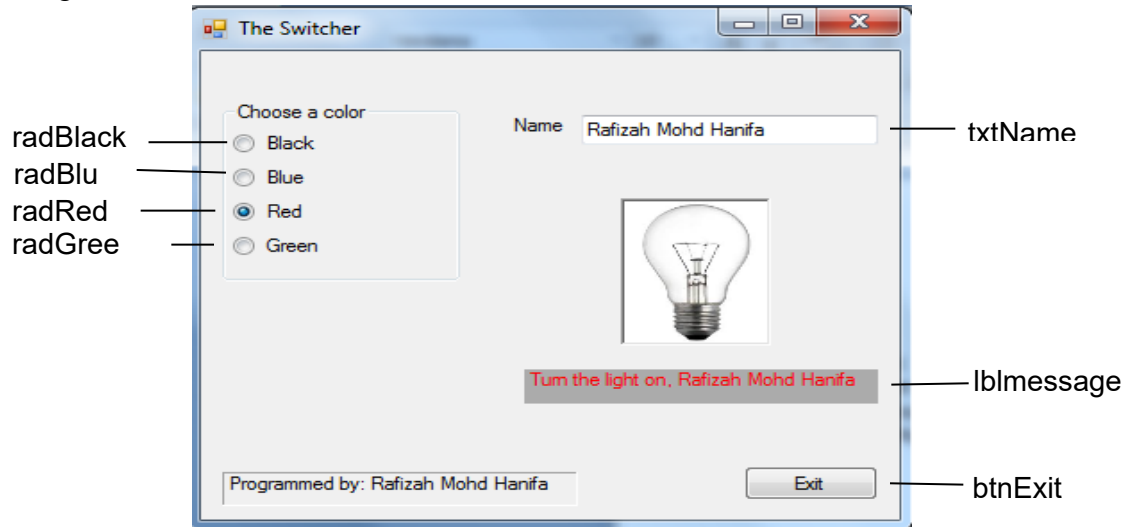 The Switcher
Choose a color
radBlack
Black
radBlu
Blue
radRed
Red
radGree
Green
Name
Rafizah Mohd Hanifa
txtName
Turn the light on, Rafizah Mohd Hanifa
lblmessage
Programmed by: Rafizah Mohd Hanifa
Exit
btnExit